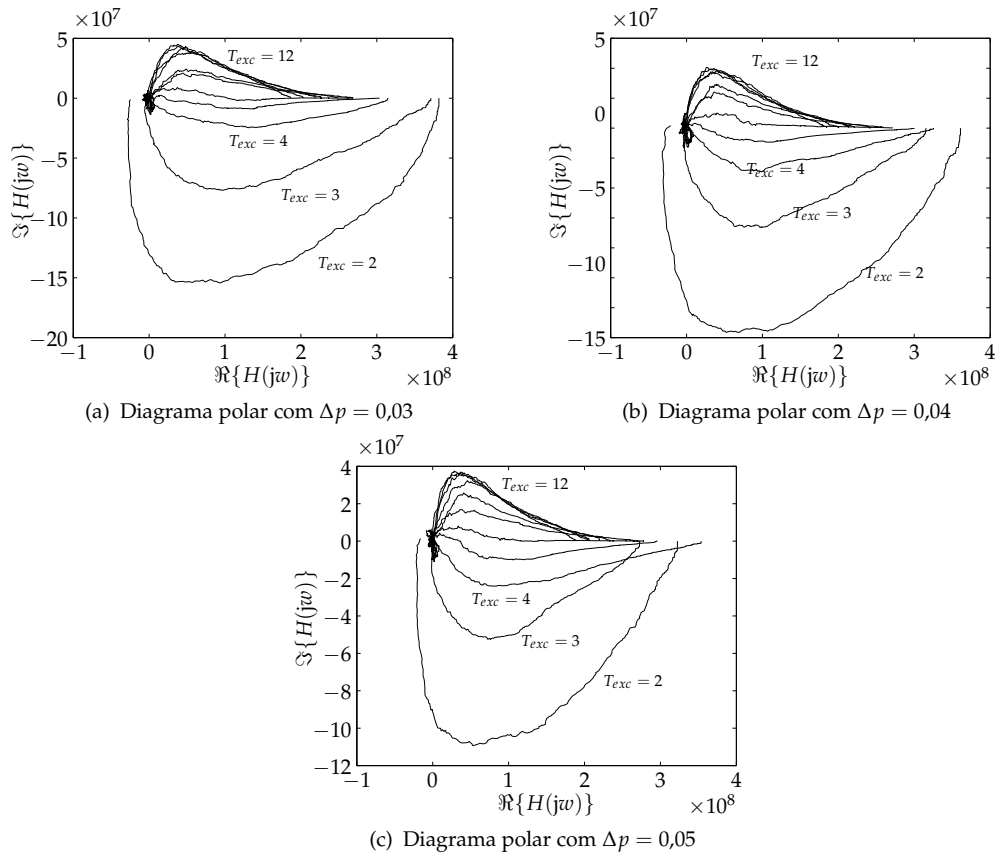 ×10⁷
5
0
−5
−10
−15
−20
ℑ{H(jw)}
T_exc = 12
T_exc = 4
T_exc = 3
T_exc = 2
−1 0 1 2 3 4
ℜ{H(jw)}
×10⁸
(a) Diagrama polar com Δp = 0,03
×10⁷
5
0
−5
−10
−10
−15
ℑ{H(jw)}
T_exc = 12
T_exc = 4
T_exc = 3
T_exc = 2
−1 0 1 2 3 4
ℜ{H(jw)}
×10⁸
(b) Diagrama polar com Δp = 0,04
×10⁷
4
2
0
−2
−4
−6
−8
−10
−12
ℑ{H(jw)}
T_exc = 12
T_exc = 4
T_exc = 3
T_exc = 2
−1 0 1 2 3 4
ℜ{H(jw)}
×10⁸
(c) Diagrama polar com Δp = 0,05